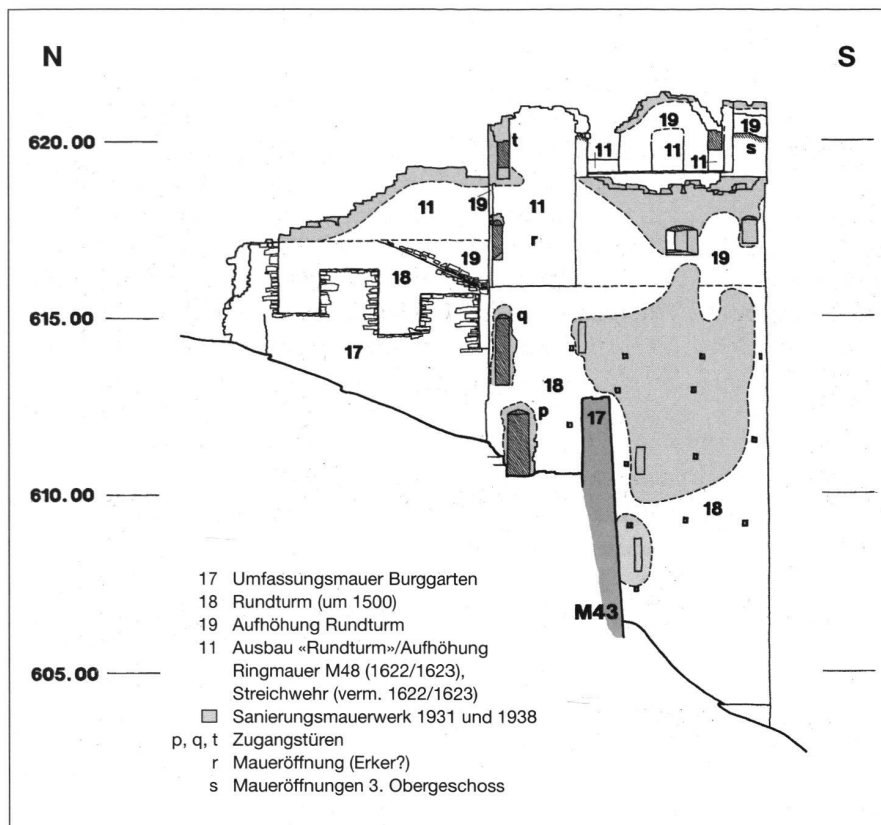 N S
620.00
615.00
610.00
605.00
t
19
11
19
11
11
19
s
11
19
11
r
19
18
19
17
q
18
17
p
18
M43
17 Umfassungsmauer Burggarten
18 Rundturm (um 1500)
19 Aufhöhung Rundturm
11 Ausbau «Rundturm»/Aufhöhung
Ringmauer M48 (1622/1623),
Streichwehr (verm. 1622/1623)
Sanierungsmauerwerk 1931 und 1938
p, q, t Zugangstüren
r Maueröffnung (Erker?)
s Maueröffnungen 3. Obergeschoss